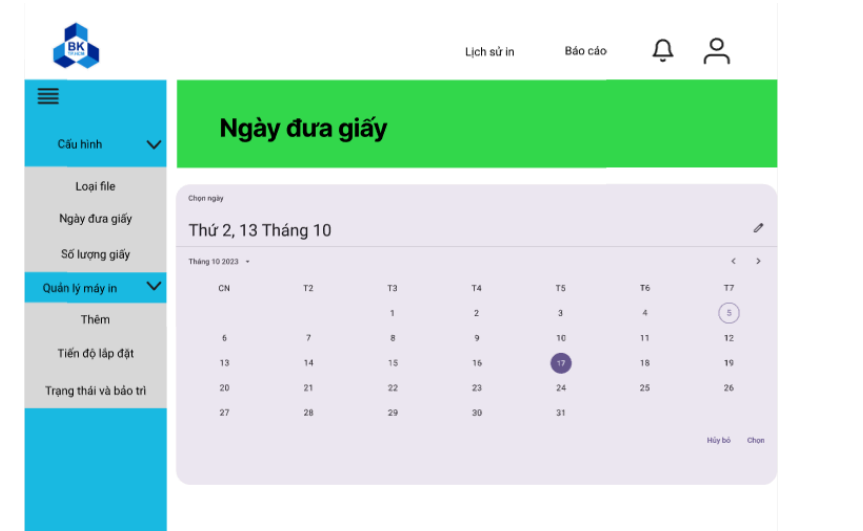 BK
TP.HCM
Lịch sử in
Báo cáo
Cấu hình
Loại file
Ngày đưa giấy
Số lượng giấy
Quản lý máy in
Thêm
Tiến độ lắp đặt
Trạng thái và bảo trì
Ngày đưa giấy
Chọn ngày
Thứ 2, 13 Tháng 10
Tháng 10 2023
CN T2 T3 T4 T5 T6 T7
1 2 3 4 5
6 7 8 9 10 11 12
13 14 15 16 17 18 19
20 21 22 23 24 25 26
27 28 29 30 31
Hủy bỏ Chọn